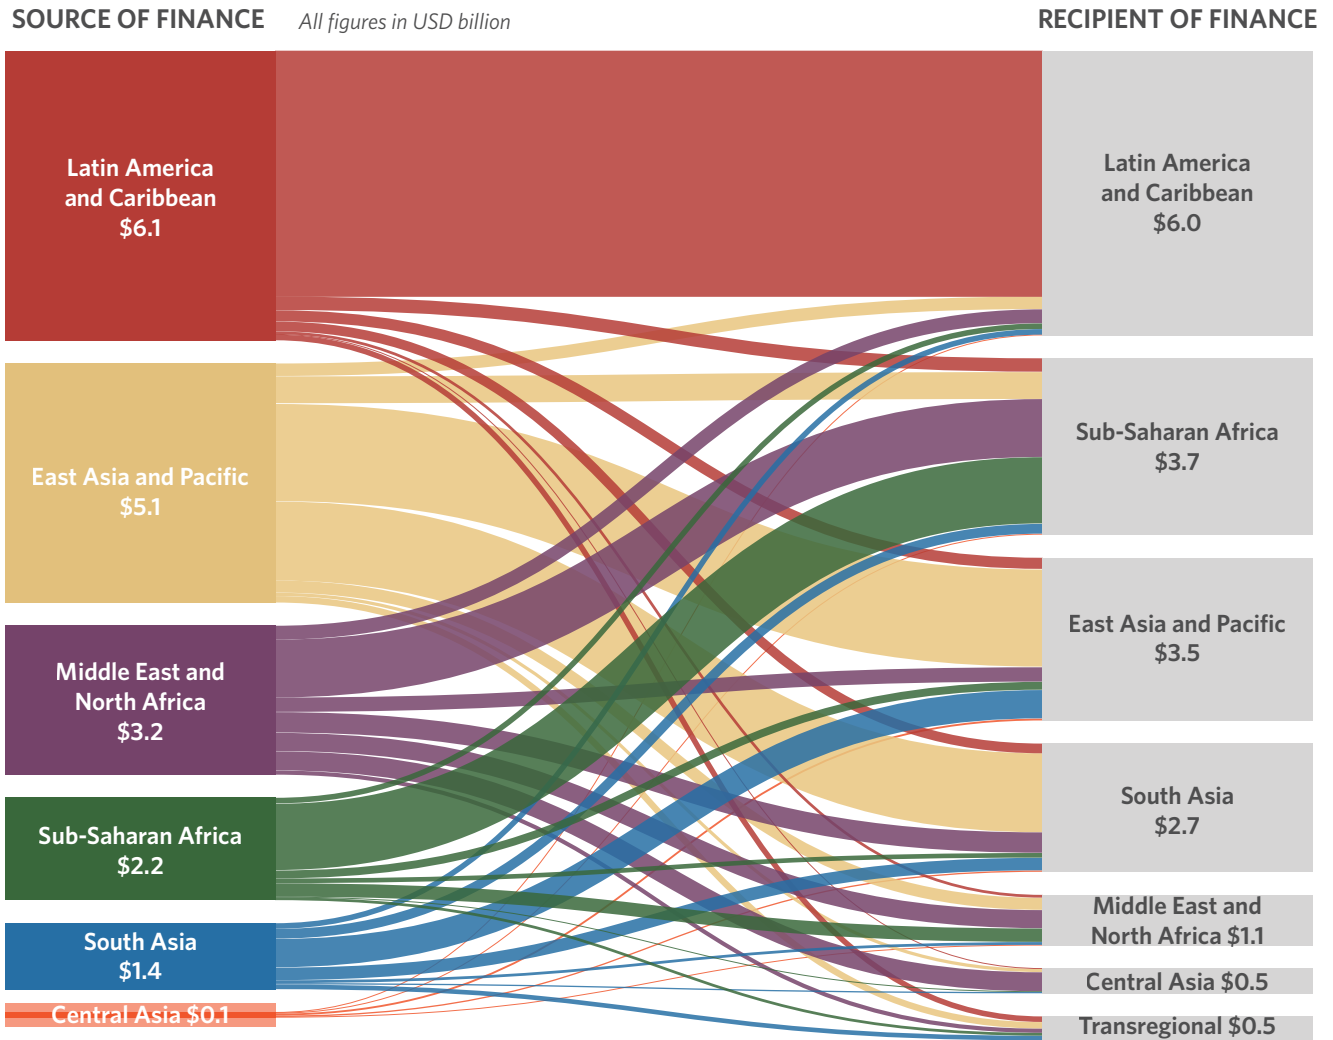 SOURCE OF FINANCE
All figures in USD billion
RECIPIENT OF FINANCE
Latin America
and Caribbean
$6.1
East Asia and Pacific
$5.1
Middle East and
North Africa
$3.2
Sub-Saharan Africa
$2.2
South Asia
$1.4
Central Asia $0.1
Latin America
and Caribbean
$6.0
Sub-Saharan Africa
$3.7
East Asia and Pacific
$3.5
South Asia
$2.7
Middle East and
North Africa $1.1
Central Asia $0.5
Transregional $0.5